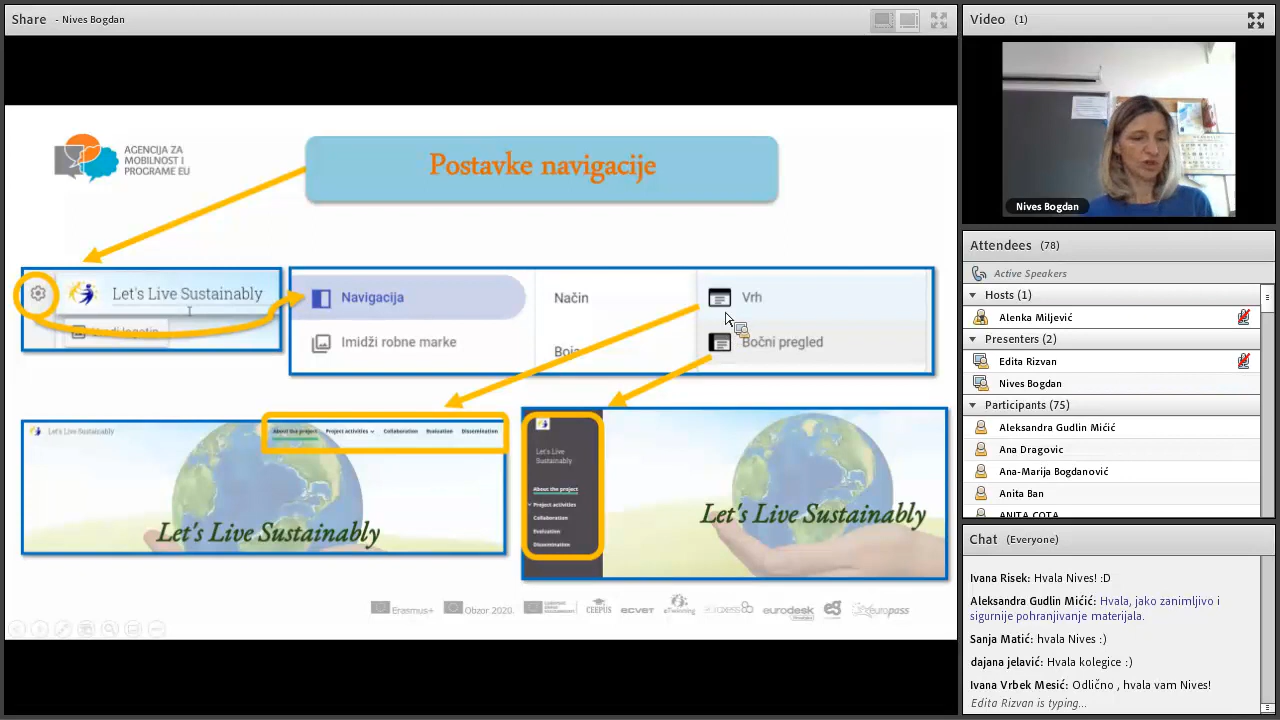 Share - Nives Bogdan
AGENCIJA ZA
MOBILNOST I
PROGRAME EU
Postavke navigacije
Let's Live Sustainably
Navigacija
Imidži robne marke
Način
Boja
Vrh
Bočni pregled
Let's Live Sustainably
About the project
Project activities
Collaboration
Evaluation
Dissemination
Let's Live Sustainably
Let's Live
Sustainably
About the project
Project activities
Collaboration
Evaluation
Dissemination
Let's Live Sustainably
Erasmus+
Obzor 2020.
CEEPUS
ECVET
eTwinning
eurodesk
europass
Video (1)
Nives Bogdan
Attendees (78)
Active Speakers
Hosts (1)
Alenka Miljević
Presenters (2)
Edita Rizvan
Nives Bogdan
Participants (75)
Aleksandra Gudlin Mićić
Ana Dragovic
Ana-Marija Bogdanović
Anita Ban
ANITA COTA
Chat (Everyone)
Ivana Risek: Hvala Nives! :D
Aleksandra Gudlin Mićić: Hvala, jako zanimljivo i
sigurnije pohranjivanje materijala.
Sanja Matić: hvala Nives :)
dajana jelavić: Hvala kolegice :)
Ivana Vrbek Mesić: Odlično , hvala vam Nives!
Edita Rizvan is typing...